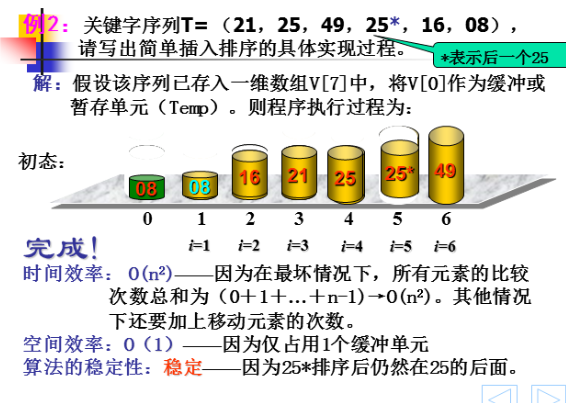 例2：关键字序列T=（21，25，49，25*，16，08），
请写出简单插入排序的具体实现过程。
*表示后一个25
解：假设该序列已存入一维数组V[7]中，将V[0]作为缓冲或
暂存单元（Temp）。则程序执行过程为：
初态：
08 08 16 21 25 25* 49
0 1 2 3 4 5 6
完成！ i=1 i=2 i=3 i=4 i=5 i=6
时间效率：O(n²)——因为在最坏情况下，所有元素的比较
次数总和为（0+1+…+n-1)→O(n²)。其他情况
下还要加上移动元素的次数。
空间效率：O（1）——因为仅占用1个缓冲单元
算法的稳定性：稳定——因为25*排序后仍然在25的后面。